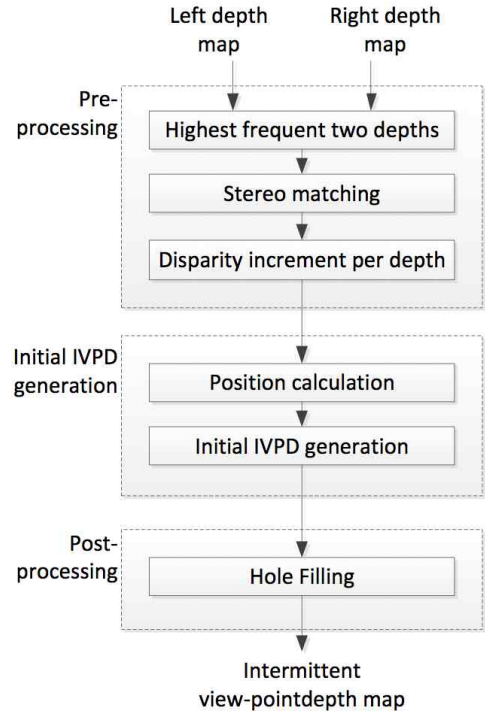 Left depth
map
Right depth
map
Pre-
processing
Highest frequent two depths
Stereo matching
Disparity increment per depth
Initial IVPD
generation
Position calculation
Initial IVPD generation
Post-
processing
Hole Filling
Intermittent
view-pointdepth map